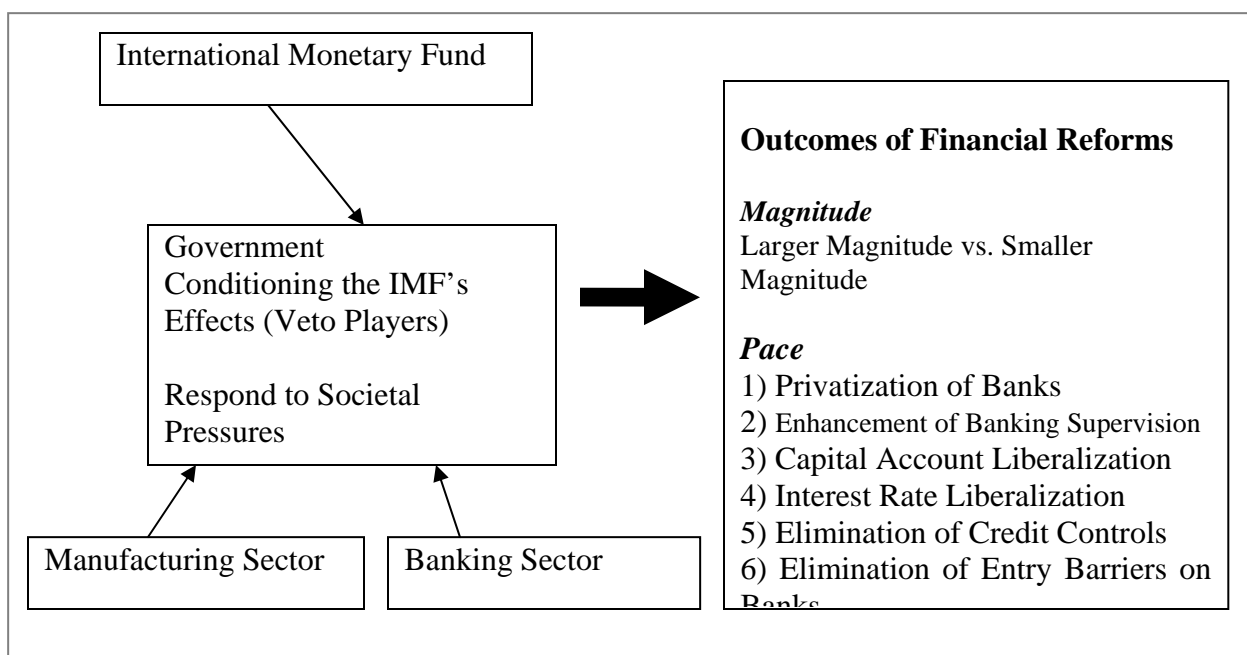 International Monetary Fund
Government
Conditioning the IMF’s
Effects (Veto Players)
Respond to Societal
Pressures
Manufacturing Sector
Banking Sector
Outcomes of Financial Reforms
Magnitude
Larger Magnitude vs. Smaller
Magnitude
Pace
1) Privatization of Banks
2) Enhancement of Banking Supervision
3) Capital Account Liberalization
4) Interest Rate Liberalization
5) Elimination of Credit Controls
6) Elimination of Entry Barriers on
Banks